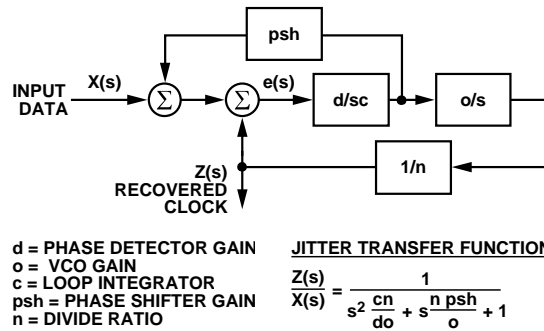 psh
X(s)
INPUT
DATA
Σ
Σ
e(s)
d/sc
o/s
1/n
Z(s)
RECOVERED
CLOCK
d = PHASE DETECTOR GAIN
o = VCO GAIN
c = LOOP INTEGRATOR
psh = PHASE SHIFTER GAIN
n = DIVIDE RATIO
JITTER TRANSFER FUNCTION
Z(s)
X(s)
=
1
s² cn/do + s n psh/o + 1